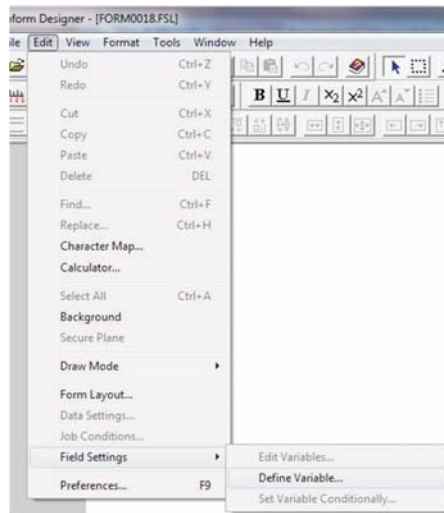 form Designer - [FORM0018.FSL]
Edit View Format Tools Window Help
B U I X2 X2 A A
Undo Ctrl+Z
Redo Ctrl+Y
Cut Ctrl+X
Copy Ctrl+C
Paste Ctrl+V
Delete DEL
Find... Ctrl+F
Replace... Ctrl+H
Character Map...
Calculator...
Select All Ctrl+A
Background
Secure Plane
Draw Mode
Form Layout...
Data Settings...
Job Conditions...
Field Settings
Preferences... F9
Edit Variables...
Define Variable...
Set Variable Conditionally...